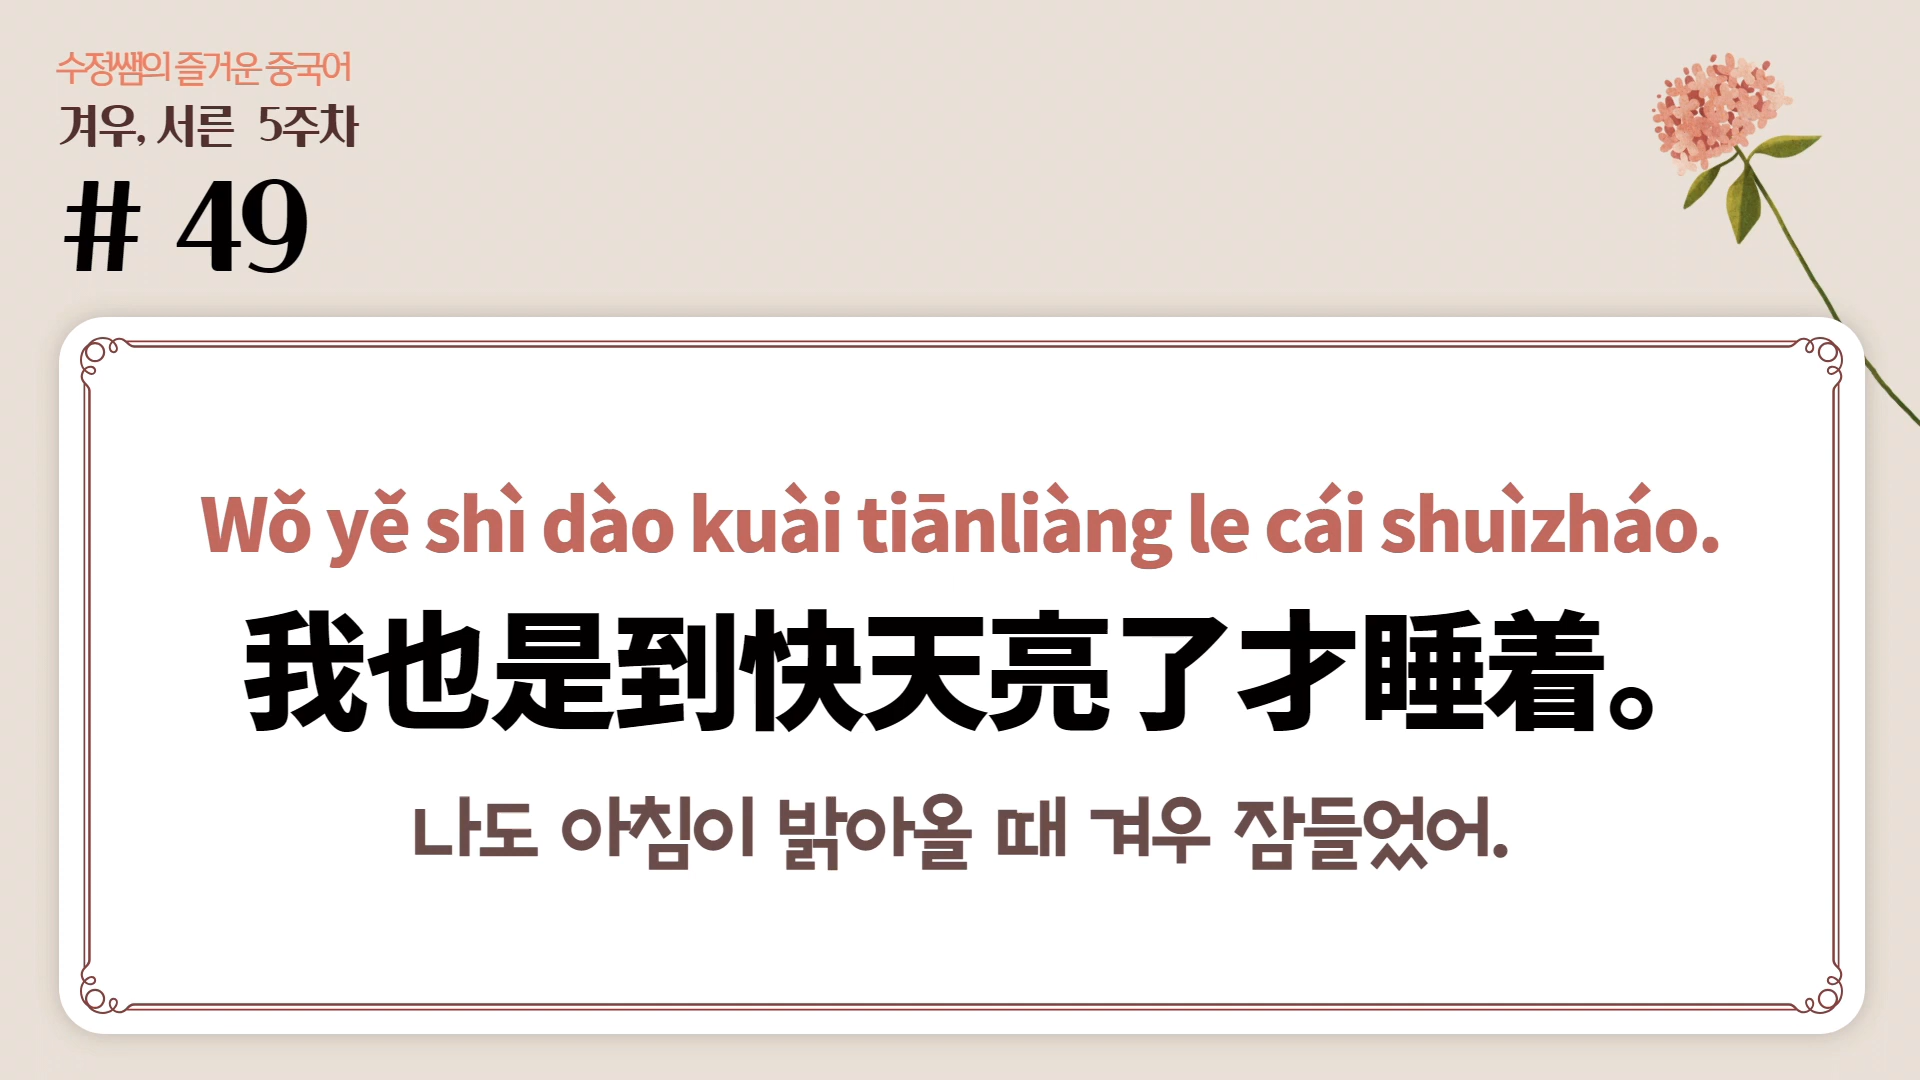 수정쌤의 즐거운 중국어
겨우, 서른 5주차
# 49
Wǒ yě shì dào kuài tiānliàng le cái shuìzháo.
我也是到快天亮了才睡着。
나도 아침이 밝아올 때 겨우 잠들었어.